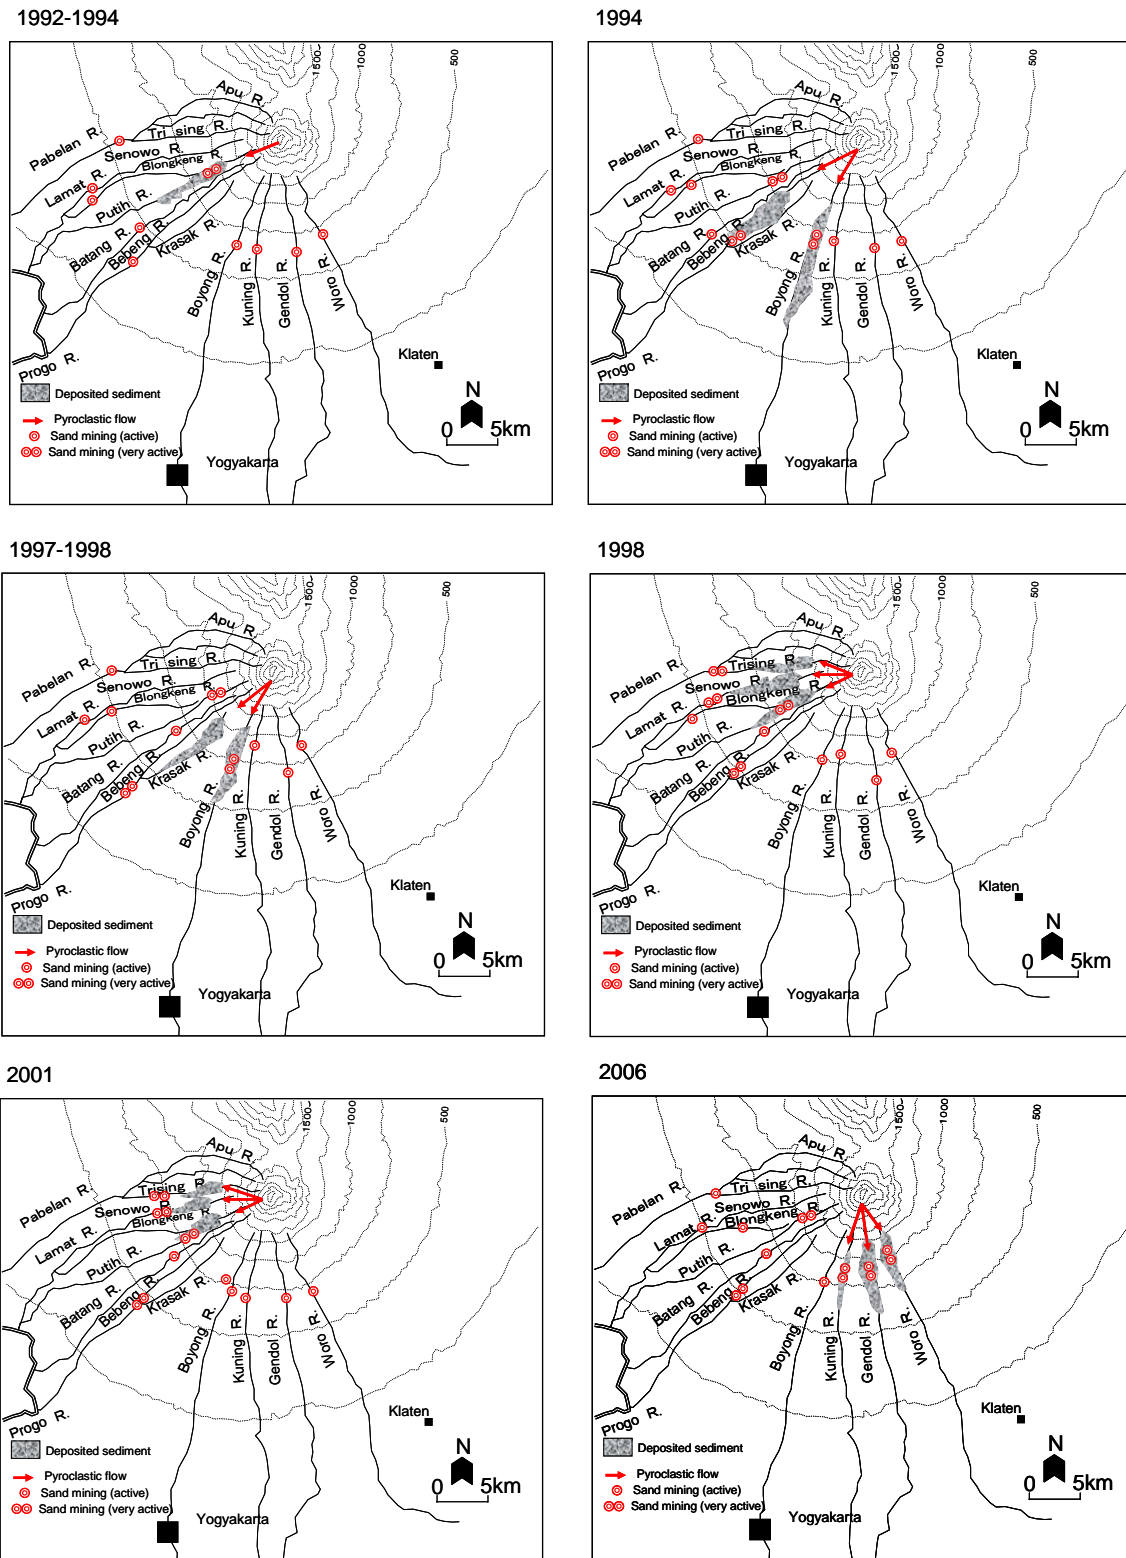 1992-1994
1500
1000
500
Apu R.
Pabelan R.
Tri sing R.
Senowo R.
Blongkeng R.
Lamat R.
Putih R.
Batang R.
Bebeng R.
Krasak R.
Boyong R.
Kuning R.
Gendol R.
Woro R.
Progo R.
Klaten
Deposited sediment
Pyroclastic flow
Sand mining (active)
Sand mining (very active)
N
0 5km
Yogyakarta
1994
1500
1000
500
Apu R.
Pabelan R.
Tri sing R.
Senowo R.
Blongkeng R.
Lamat R.
Putih R.
Batang R.
Bebeng R.
Krasak R.
Boyong R.
Kuning R.
Gendol R.
Woro R.
Progo R.
Klaten
Deposited sediment
Pyroclastic flow
Sand mining (active)
Sand mining (very active)
N
0 5km
Yogyakarta
1997-1998
1500
1000
500
Apu R.
Pabelan R.
Tri sing R.
Senowo R.
Blongkeng R.
Lamat R.
Putih R.
Batang R.
Bebeng R.
Krasak R.
Boyong R.
Kuning R.
Gendol R.
Woro R.
Progo R.
Klaten
Deposited sediment
Pyroclastic flow
Sand mining (active)
Sand mining (very active)
N
0 5km
Yogyakarta
1998
1500
1000
500
Apu R.
Pabelan R.
Trising R.
Senowo R.
Blongkeng R.
Lamat R.
Putih R.
Batang R.
Bebeng R.
Krasak R.
Boyong R.
Kuning R.
Gendol R.
Woro R.
Progo R.
Klaten
Deposited sediment
Pyroclastic flow
Sand mining (active)
Sand mining (very active)
N
0 5km
Yogyakarta
2001
1500
1000
500
Apu R.
Pabelan R.
Trising R.
Senowo R.
Blongkeng R
Lamat R.
Putih R.
Batang R.
Bebeng R.
Krasak R.
Boyong R.
Kuning R.
Gendol R.
Woro R.
Progo R.
Klaten
Deposited sediment
Pyroclastic flow
Sand mining (active)
Sand mining (very active)
N
0 5km
Yogyakarta
2006
1500
1000
500
Apu R.
Pabelan R.
Tri sing R.
Senowo R.
Blongkeng R.
Lamat R.
Putih R.
Batang R.
Bebeng R.
Krasak R.
Boyong R.
Kuning R.
Gendol R.
Woro R.
Progo R.
Klaten
Deposited sediment
Pyroclastic flow
Sand mining (active)
Sand mining (very active)
N
0 5km
Yogyakarta